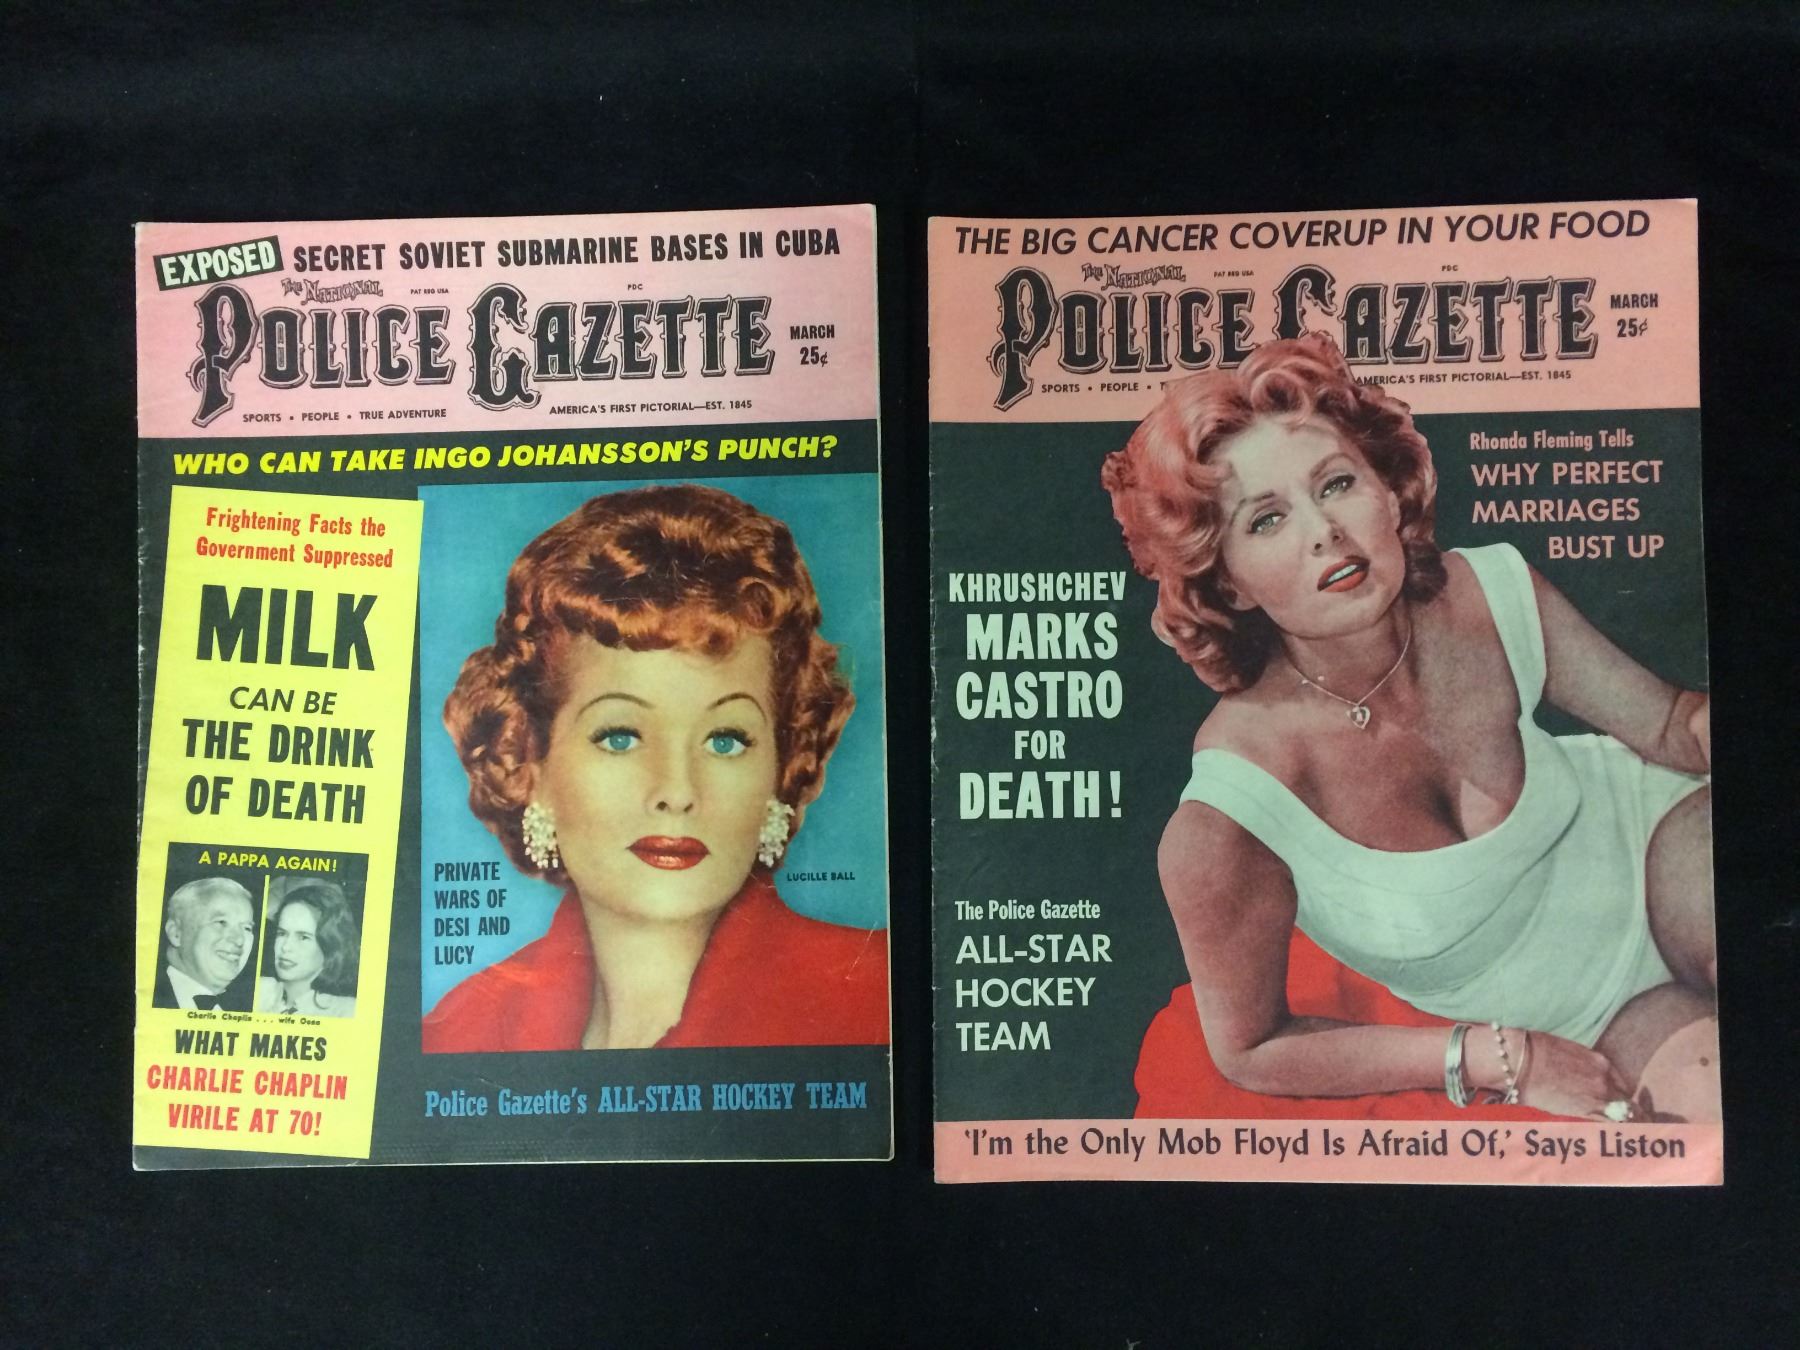 EXPOSED SECRET SOVIET SUBMARINE BASES IN CUBA
THE NATIONAL PAT REG USA PDC
POLICE GAZETTE
MARCH
25¢
SPORTS • PEOPLE • TRUE ADVENTURE AMERICA'S FIRST PICTORIAL—EST. 1845
WHO CAN TAKE INGO JOHANSSON'S PUNCH?
Frightening Facts the
Government Suppressed
MILK
CAN BE
THE DRINK
OF DEATH
A PAPPA AGAIN!
Charlie Chaplin . . . wife Oona
WHAT MAKES
CHARLIE CHAPLIN
VIRILE AT 70!
PRIVATE
WARS OF
DESI AND
LUCY
LUCILLE BALL
Police Gazette's ALL-STAR HOCKEY TEAM
THE BIG CANCER COVERUP IN YOUR FOOD
THE NATIONAL PAT REG USA PDC
POLICE GAZETTE
MARCH
25¢
SPORTS • PEOPLE • T AMERICA'S FIRST PICTORIAL—EST. 1845
Rhonda Fleming Tells
WHY PERFECT
MARRIAGES
BUST UP
KHRUSHCHEV
MARKS
CASTRO
FOR
DEATH!
The Police Gazette
ALL-STAR
HOCKEY
TEAM
'I'm the Only Mob Floyd Is Afraid Of,' Says Liston